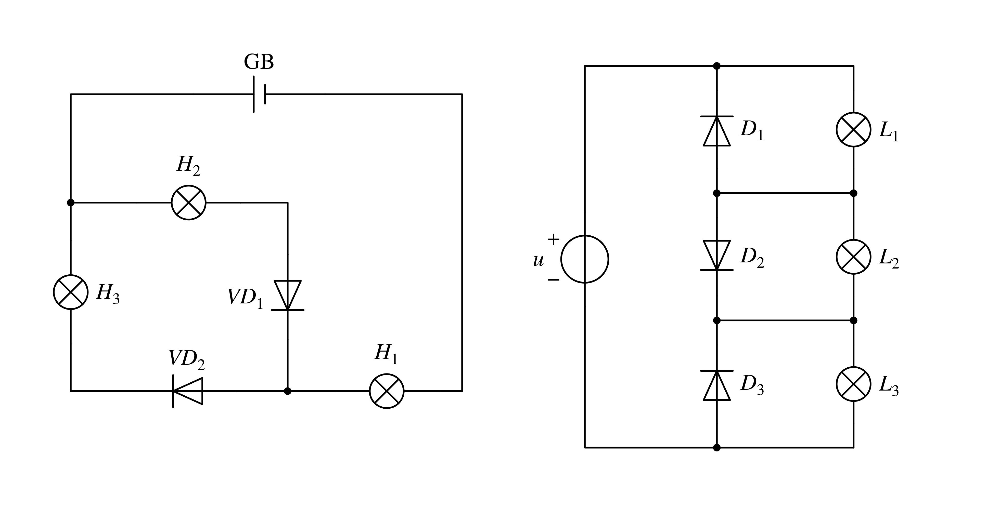 GB
H₂
H₃
VD₁
VD₂
H₁
D₁
L₁
D₂
L₂
+
u
−
D₃
L₃